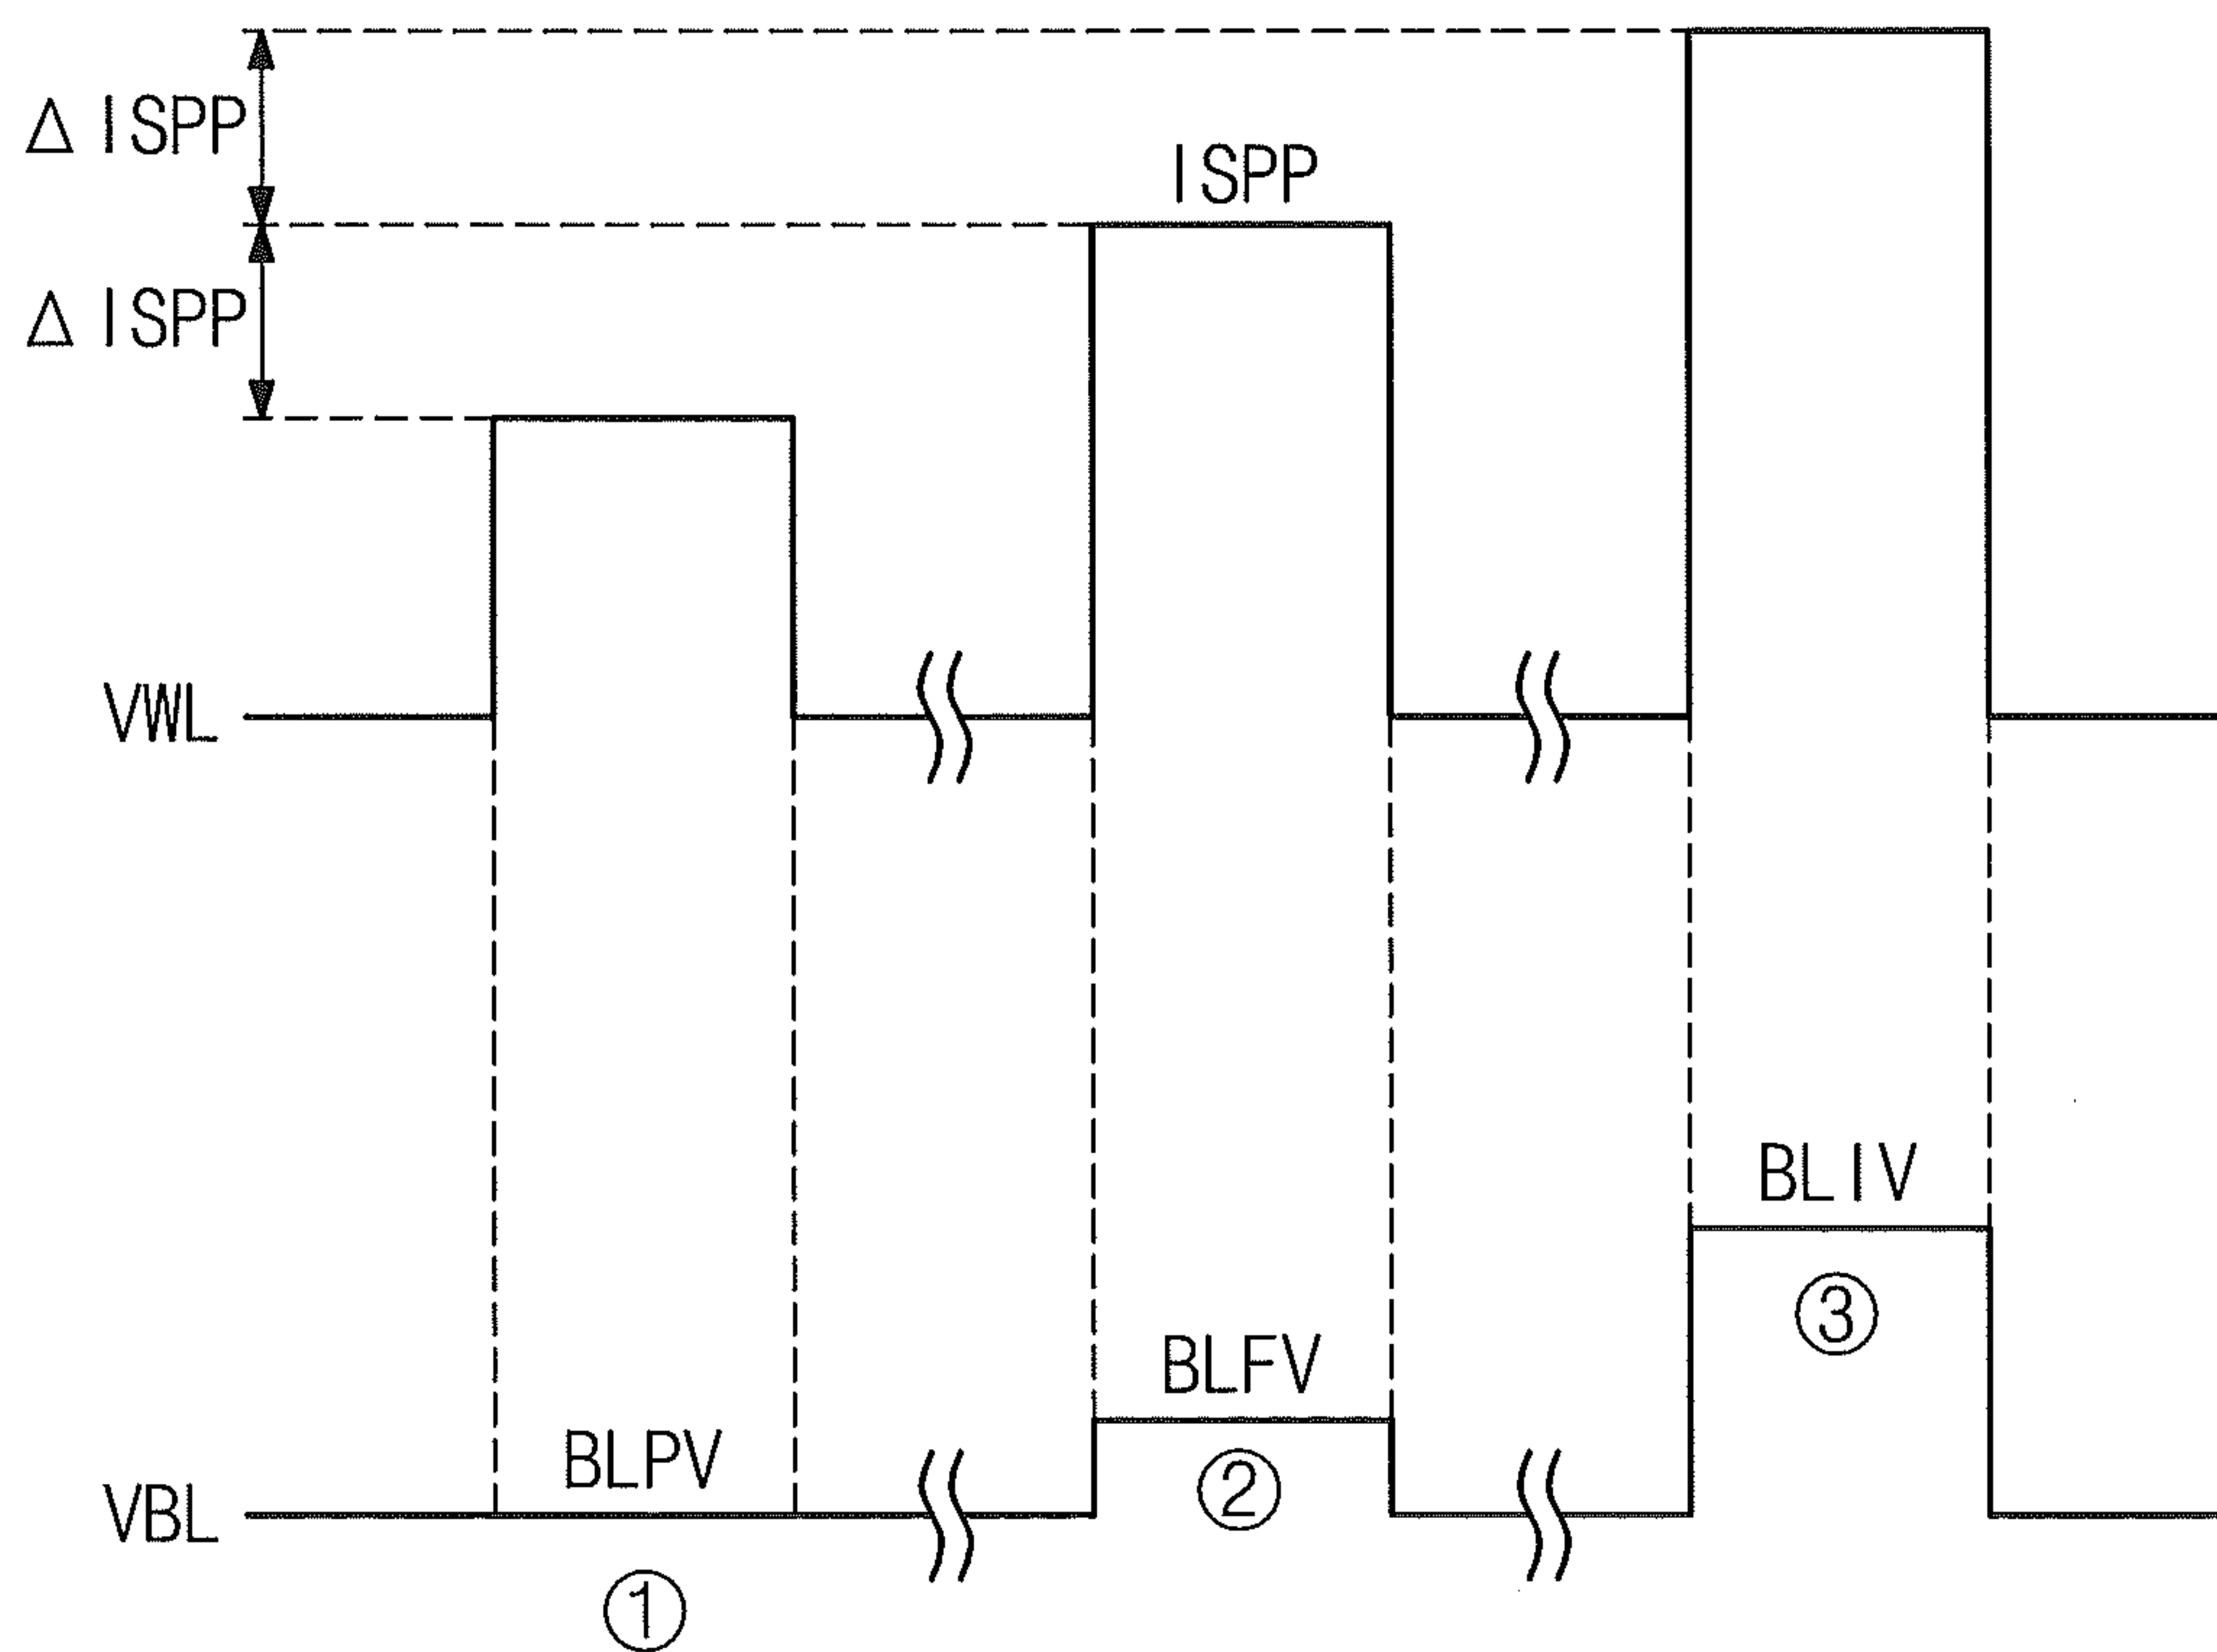 Δ ISPP
ISPP
Δ ISPP
VWL
BLIV
③
BLFV
②
BLPV
VBL
①